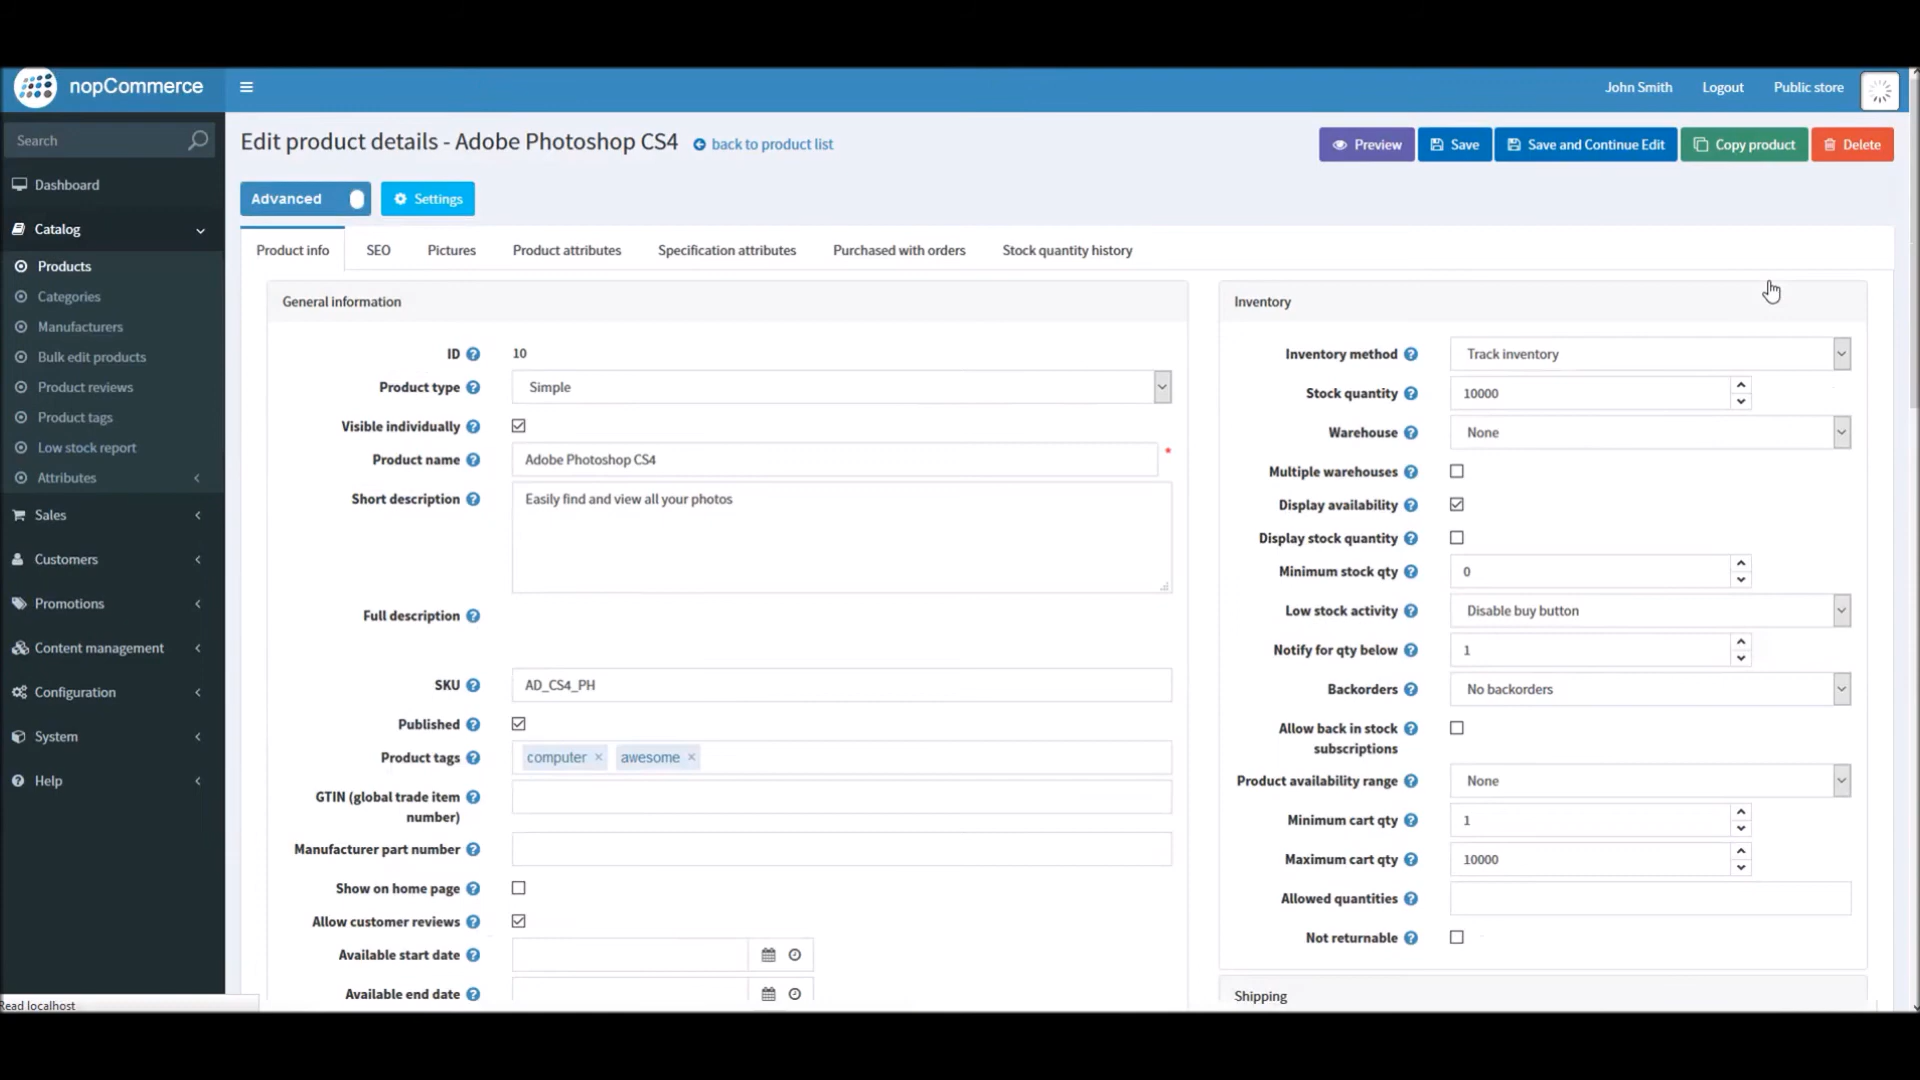 nopCommerce
John Smith Logout Public store
Search
Edit product details - Adobe Photoshop CS4 back to product list
Preview Save Save and Continue Edit Copy product Delete
Advanced Settings
Dashboard
Catalog
Products
Categories
Manufacturers
Bulk edit products
Product reviews
Product tags
Low stock report
Attributes
Sales
Customers
Promotions
Content management
Configuration
System
Help
Product info SEO Pictures Product attributes Specification attributes Purchased with orders Stock quantity history
General information
ID 10
Product type Simple
Visible individually
Product name Adobe Photoshop CS4 *
Short description Easily find and view all your photos
Full description
SKU AD_CS4_PH
Published
Product tags computer × awesome ×
GTIN (global trade item
number)
Manufacturer part number
Show on home page
Allow customer reviews
Available start date
Available end date
Inventory
Inventory method Track inventory
Stock quantity 10000
Warehouse None
Multiple warehouses
Display availability
Display stock quantity
Minimum stock qty 0
Low stock activity Disable buy button
Notify for qty below 1
Backorders No backorders
Allow back in stock
subscriptions
Product availability range None
Minimum cart qty 1
Maximum cart qty 10000
Allowed quantities
Not returnable
Shipping
Read localhost